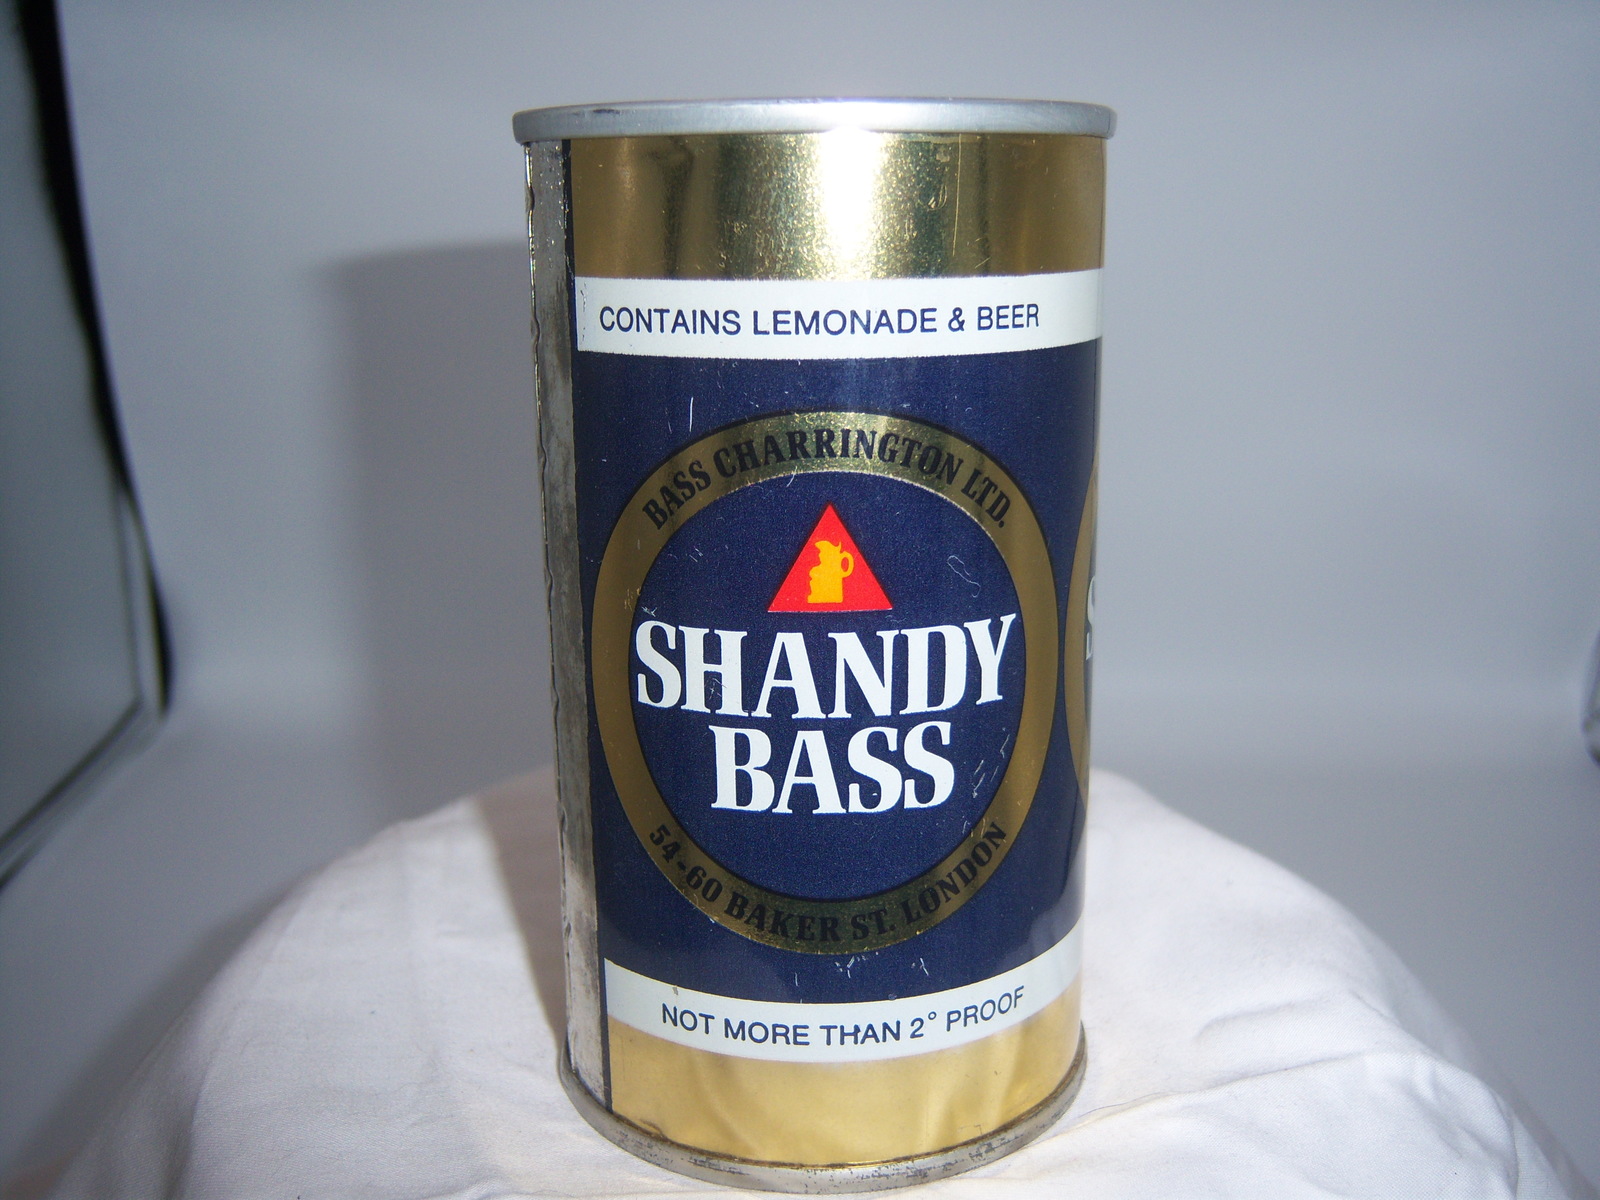 CONTAINS LEMONADE & BEER
BASS CHARRINGTON LTD.
SHANDY
BASS
54-60 BAKER ST. LONDON
NOT MORE THAN 2° PROOF